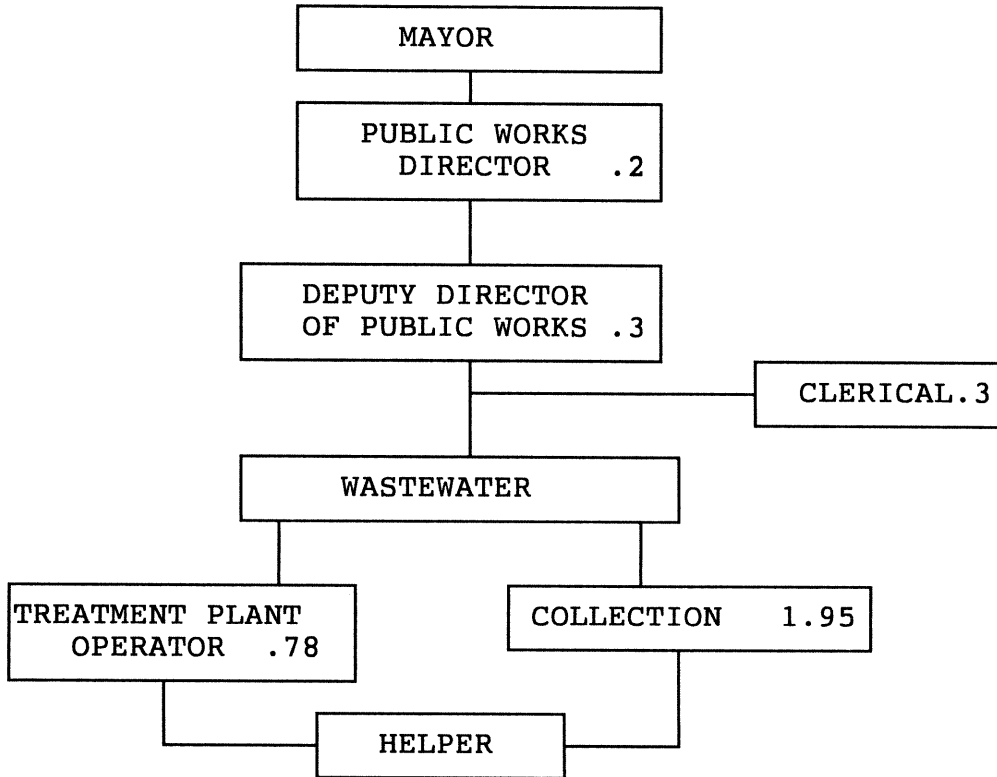 MAYOR
PUBLIC WORKS
DIRECTOR .2
DEPUTY DIRECTOR
OF PUBLIC WORKS .3
CLERICAL.3
WASTEWATER
TREATMENT PLANT
OPERATOR .78
COLLECTION 1.95
HELPER